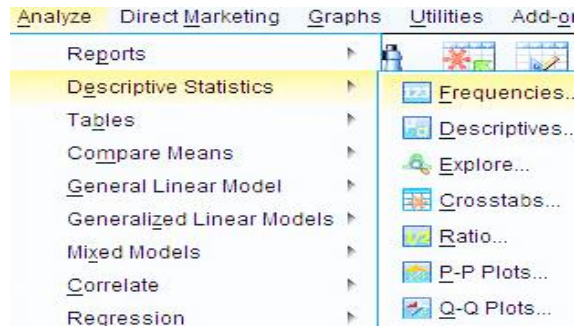 Analyze Direct Marketing Graphs Utilities Add-o
Reports
Descriptive Statistics
Tables
Compare Means
General Linear Model
Generalized Linear Models
Mixed Models
Correlate
Regression
Frequencies..
Descriptives..
Explore...
Crosstabs...
Ratio...
P-P Plots...
Q-Q Plots...